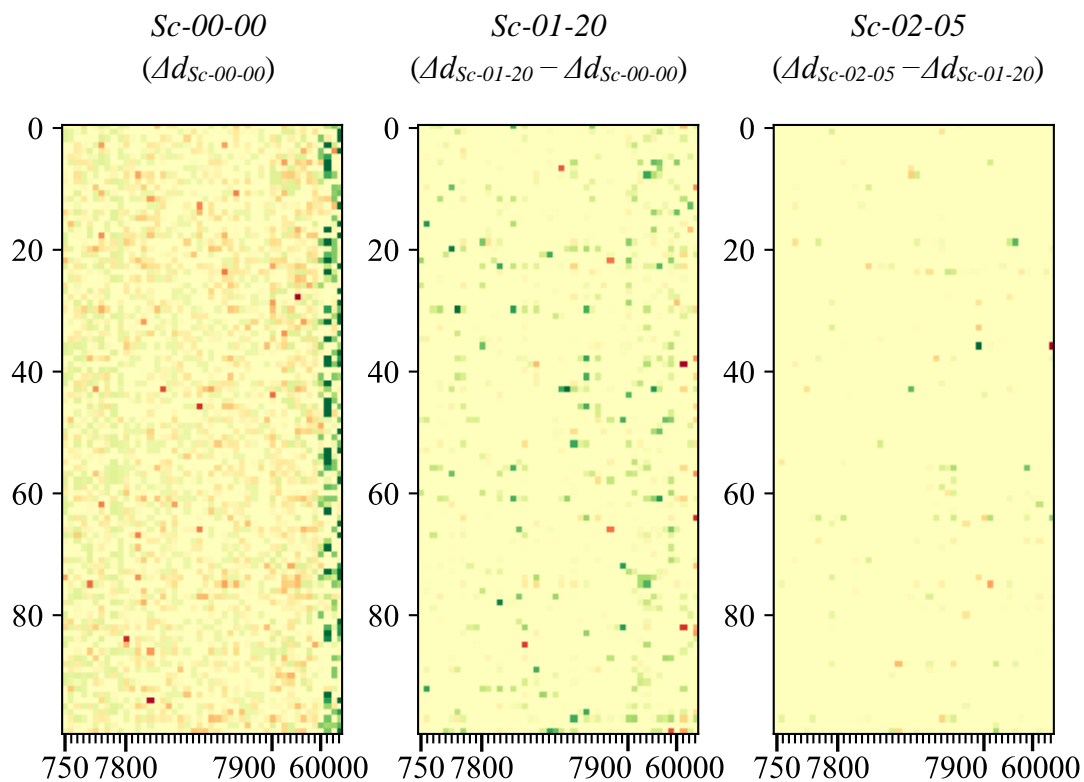 Sc-00-00 Sc-01-20 Sc-02-05
(Δd_Sc-00-00) (Δd_Sc-01-20 − Δd_Sc-00-00) (Δd_Sc-02-05 − Δd_Sc-01-20)
0 0 0
20 20 20
40 40 40
60 60 60
80 80 80
750 7800 7900 60000 750 7800 7900 60000 750 7800 7900 60000